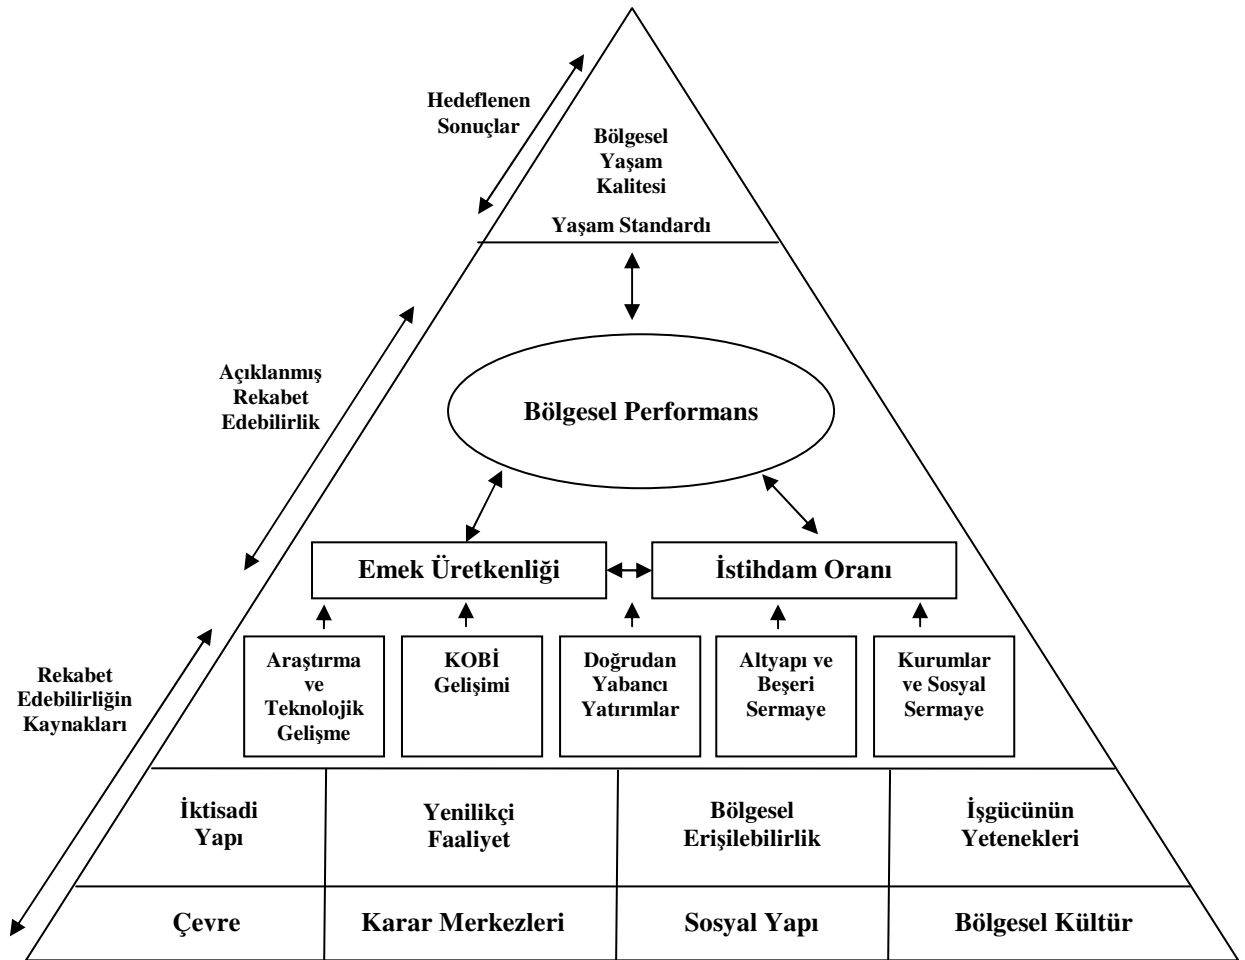 Hedeflenen
Sonuçlar
Bölgesel
Yaşam
Kalitesi
Yaşam Standardı
Açıklanmış
Rekabet
Edebilirlik
Bölgesel Performans
Emek Üretkenliği
İstihdam Oranı
Rekabet
Edebilirliğin
Kaynakları
Araştırma
ve
Teknolojik
Gelişme
KOBİ
Gelişimi
Doğrudan
Yabancı
Yatırımlar
Altyapı ve
Beşeri
Sermaye
Kurumlar
ve Sosyal
Sermaye
İktisadi
Yapı
Yenilikçi
Faaliyet
Bölgesel
Erişilebilirlik
İşgücünün
Yetenekleri
Çevre
Karar Merkezleri
Sosyal Yapı
Bölgesel Kültür